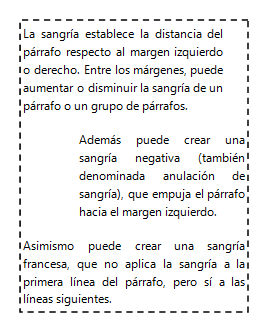 La sangría establece la distancia del
párrafo respecto al margen izquierdo
o derecho. Entre los márgenes, puede
aumentar o disminuir la sangría de un
párrafo o un grupo de párrafos.
Además puede crear una
sangría negativa (también
denominada anulación de
sangría), que empuja el párrafo
hacia el margen izquierdo.
Asimismo puede crear una sangría
francesa, que no aplica la sangría a la
primera línea del párrafo, pero sí a las
líneas siguientes.